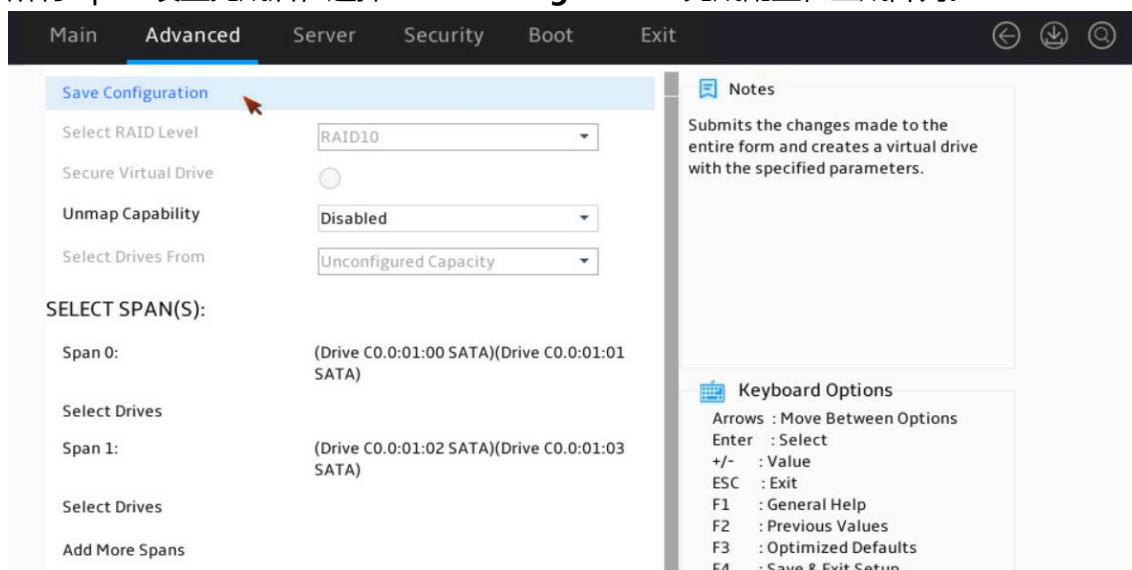 Main Advanced Server Security Boot Exit
Save Configuration
Select RAID Level RAID10
Secure Virtual Drive
Unmap Capability Disabled
Select Drives From Unconfigured Capacity
SELECT SPAN(S):
Span 0: (Drive C0.0:01:00 SATA)(Drive C0.0:01:01
SATA)
Select Drives
Span 1: (Drive C0.0:01:02 SATA)(Drive C0.0:01:03
SATA)
Select Drives
Add More Spans
Notes
Submits the changes made to the
entire form and creates a virtual drive
with the specified parameters.
Keyboard Options
Arrows : Move Between Options
Enter : Select
+/- : Value
ESC : Exit
F1 : General Help
F2 : Previous Values
F3 : Optimized Defaults
F4 : Save & Exit Setup